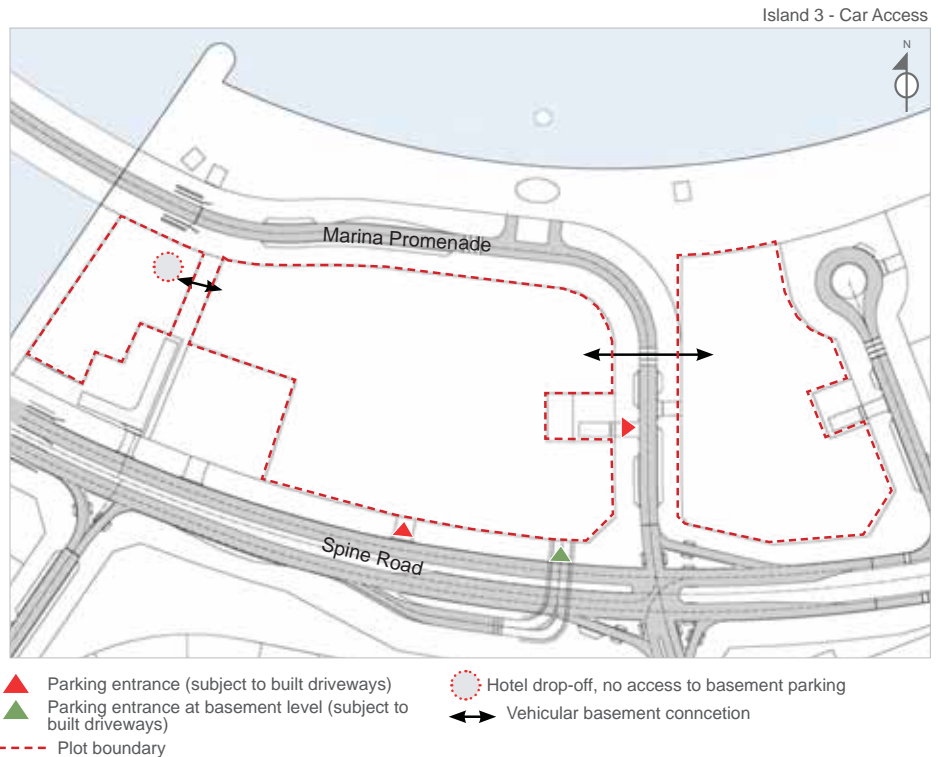 Island 3 - Car Access
N
Marina Promenade
Spine Road
Parking entrance (subject to built driveways)
Parking entrance at basement level (subject to
built driveways)
Plot boundary
Hotel drop-off, no access to basement parking
Vehicular basement conncetion